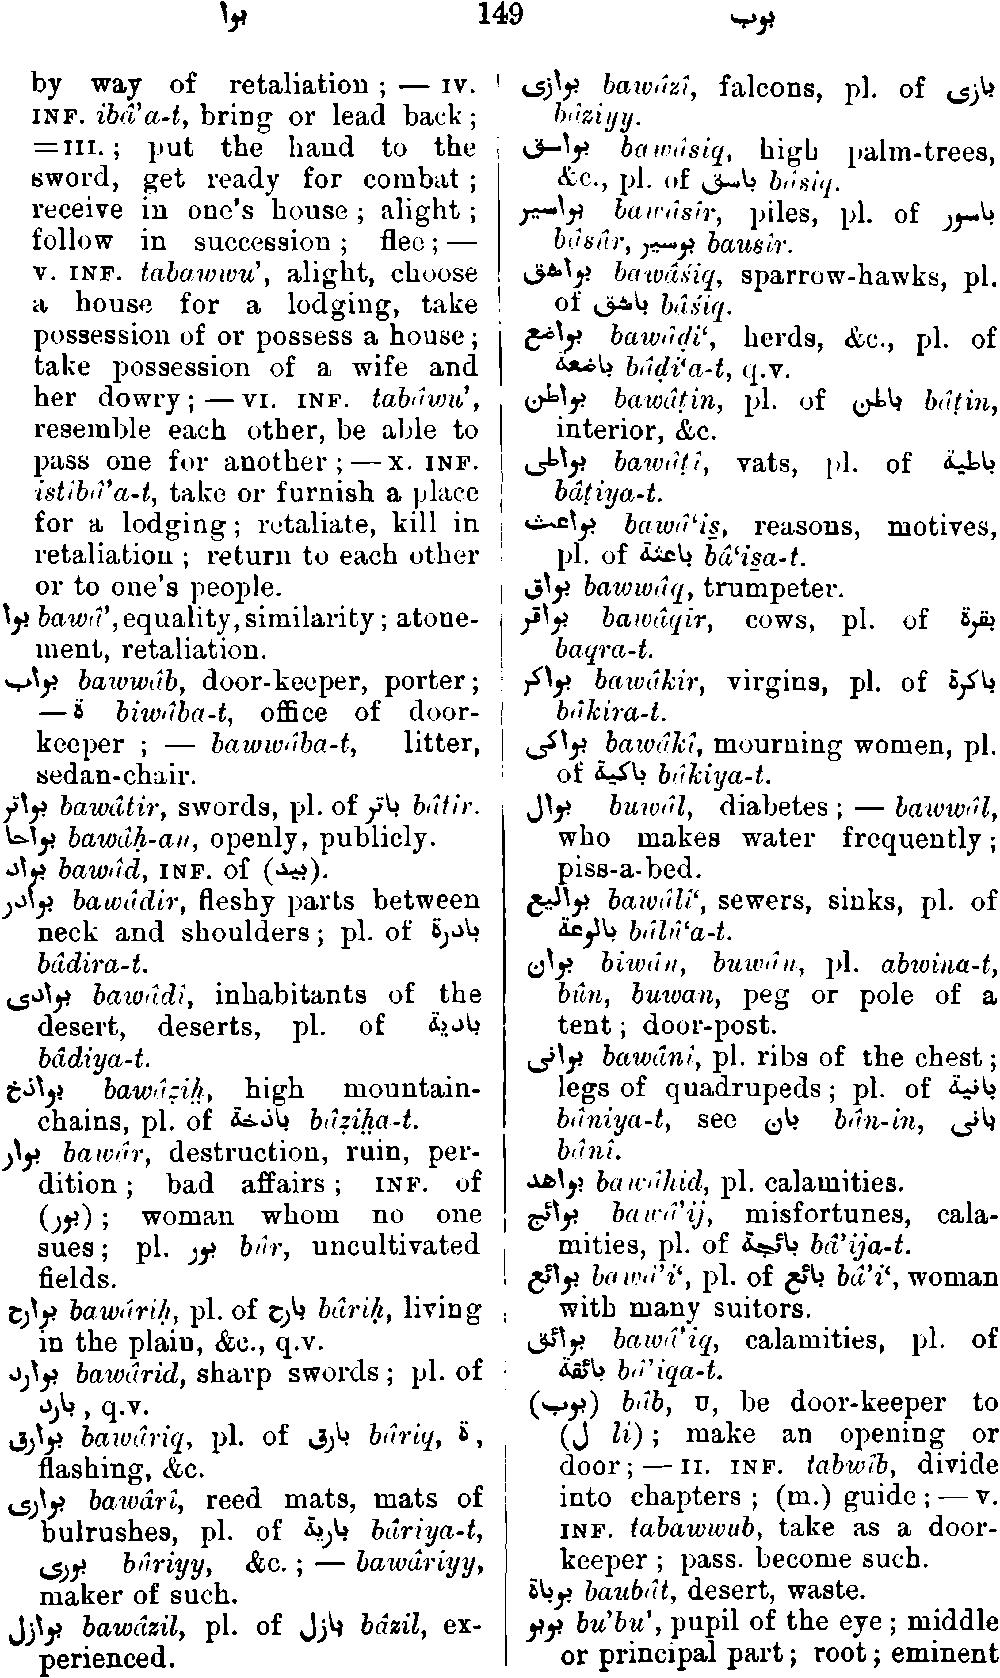 بوا 149 بوب
by way of retaliation ; — IV.
INF. ibâ’a-t, bring or lead back ;
= III. ; put the hand to the
sword, get ready for combat ;
receive in one's house ; alight ;
follow in succession ; flee ; —
V. INF. tabawwu’, alight, choose
a house for a lodging, take
possession of or possess a house ;
take possession of a wife and
her dowry ; — VI. INF. tabâwu’,
resemble each other, be able to
pass one for another ; — X. INF.
istibâ’a-t, take or furnish a place
for a lodging ; retaliate, kill in
retaliation ; return to each other
or to one's people.
بوا bawâ’, equality, similarity ; atone-
ment, retaliation.
بواب bawwâb, door-keeper, porter ;
— ة biwâba-t, office of door-
keeper ; — bawwâba-t, litter,
sedan-chair.
بواتر bawâtir, swords, pl. of باتر bâtir.
بواحا bawâḥ-an, openly, publicly.
بواد bawâd, INF. of (بيد).
بوادر bawâdir, fleshy parts between
neck and shoulders ; pl. of بادرة
bâdira-t.
بوادى bawâdî, inhabitants of the
desert, deserts, pl. of بادية
bâdiya-t.
بواذخ bawâẕiḫ, high mountain-
chains, pl. of باذخة bâẕiḫa-t.
بوار bawâr, destruction, ruin, per-
dition ; bad affairs ; INF. of
(بور) ; woman whom no one
sues ; pl. بور bûr, uncultivated
fields.
بوارح bawâriḥ, pl. of بارح bâriḥ, living
in the plain, &c., q.v.
بوارد bawârid, sharp swords ; pl. of
بارد, q.v.
بوارق bawâriq, pl. of بارق bâriq, ة,
flashing, &c.
بوارى bawârî, reed mats, mats of
bulrushes, pl. of بارية bâriya-t,
بورى bûriyy, &c. ; — bawâriyy,
maker of such.
بوازل bawâzil, pl. of بازل bâzil, ex-
perienced.
بوازى bawâzî, falcons, pl. of بازى
bâziyy.
بواسق bawâsiq, high palm-trees,
&c., pl. of باسق bâsiq.
بواسير bawâsîr, piles, pl. of باسور
bâsûr, بوسير bausîr.
بواشق bawâśiq, sparrow-hawks, pl.
of باشق bâśiq.
بواضع bawâḍi‘, herds, &c., pl. of
باضعة bâḍi‘a-t, q.v.
بواطن bawâṭin, pl. of باطن bâṭin,
interior, &c.
بواطى bawâṭî, vats, pl. of باطية
bâṭiya-t.
بواعث bawâ‘is̱, reasons, motives,
pl. of باعثة bâ‘is̱a-t.
بواق bawwâq, trumpeter.
بواقر bawâqir, cows, pl. of بقرة
baqra-t.
بواكر bawâkir, virgins, pl. of باكرة
bâkira-t.
بواكى bawâkî, mourning women, pl.
of باكية bâkiya-t.
بوال buwâl, diabetes ; — bawwâl,
who makes water frequently ;
piss-a-bed.
بواليع bawâlî‘, sewers, sinks, pl. of
بالوعة bâlû‘a-t.
بوان biwân, buwân, pl. abwina-t,
bûn, buwan, peg or pole of a
tent ; door-post.
بوانى bawânî, pl. ribs of the chest ;
legs of quadrupeds ; pl. of بانية
bâniya-t, see بان bân-in, بانى
bânî.
بواهد bawâhid, pl. calamities.
بوائج bawâ’ij, misfortunes, cala-
mities, pl. of بائجة bâ’ija-t.
بوائع bawâ’i‘, pl. of بائع bâ’i‘, woman
with many suitors.
بوائق bawâ’iq, calamities, pl. of
بائقة bâ’iqa-t.
(بوب) bâb, U, be door-keeper to
(ل li) ; make an opening or
door ; — II. INF. tabwîb, divide
into chapters ; (m.) guide ; — V.
INF. tabawwub, take as a door-
keeper ; pass. become such.
بوباة baubât, desert, waste.
بوبو bu’bu’, pupil of the eye ; middle
or principal part ; root ; eminent